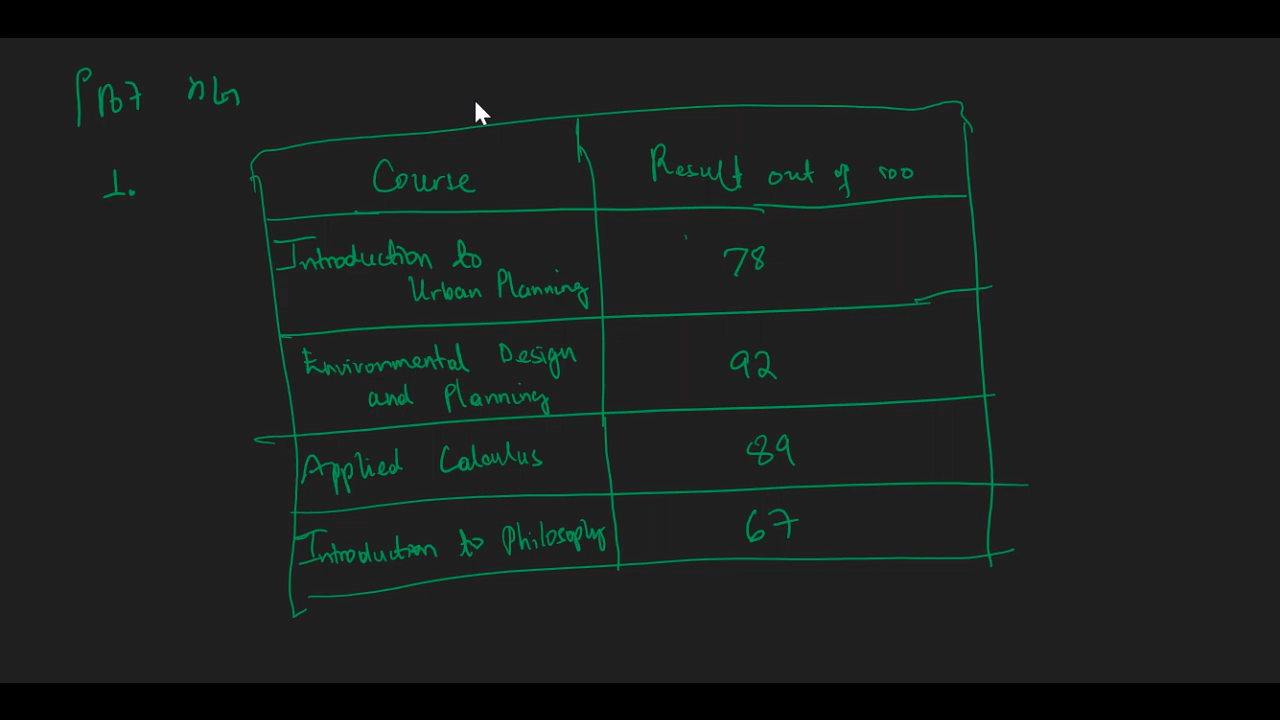 1.
Course
Result out of 100
Introduction to
Urban Planning
78
Environmental Design
and Planning
92
Applied Calculus
89
Introduction to Philosophy
67